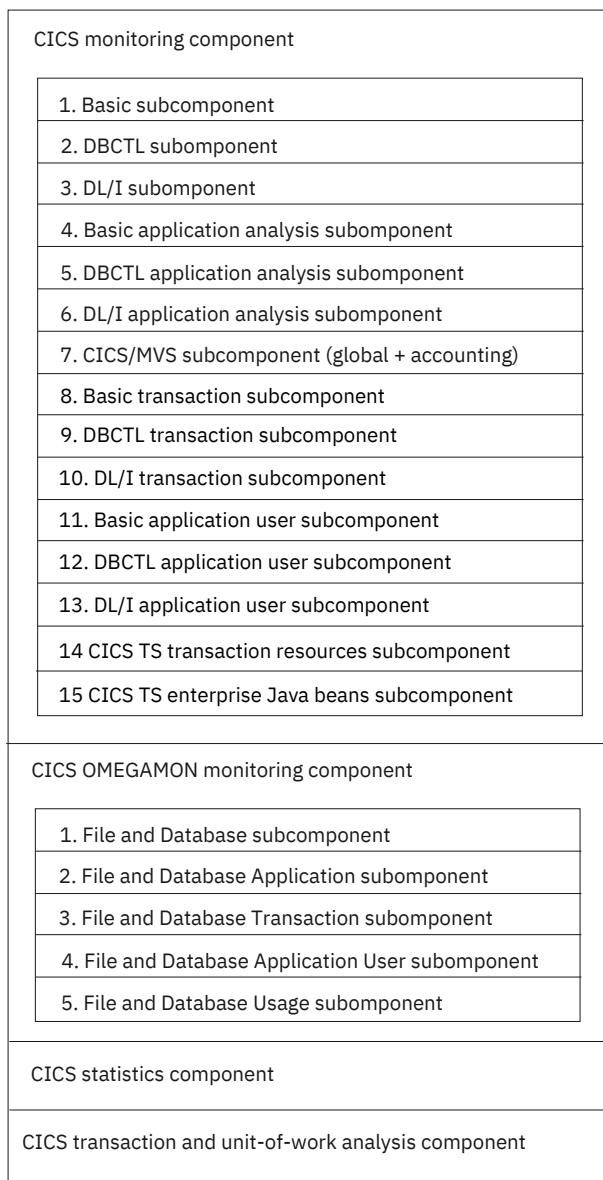 CICS monitoring component
1. Basic subcomponent
2. DBCTL subomponent
3. DL/I subomponent
4. Basic application analysis subomponent
5. DBCTL application analysis subomponent
6. DL/I application analysis subomponent
7. CICS/MVS subcomponent (global + accounting)
8. Basic transaction subcomponent
9. DBCTL transaction subcomponent
10. DL/I transaction subcomponent
11. Basic application user subcomponent
12. DBCTL application user subcomponent
13. DL/I application user subcomponent
14 CICS TS transaction resources subcomponent
15 CICS TS enterprise Java beans subcomponent
CICS OMEGAMON monitoring component
1. File and Database subcomponent
2. File and Database Application subomponent
3. File and Database Transaction subomponent
4. File and Database Application User subomponent
5. File and Database Usage subomponent
CICS statistics component
CICS transaction and unit-of-work analysis component